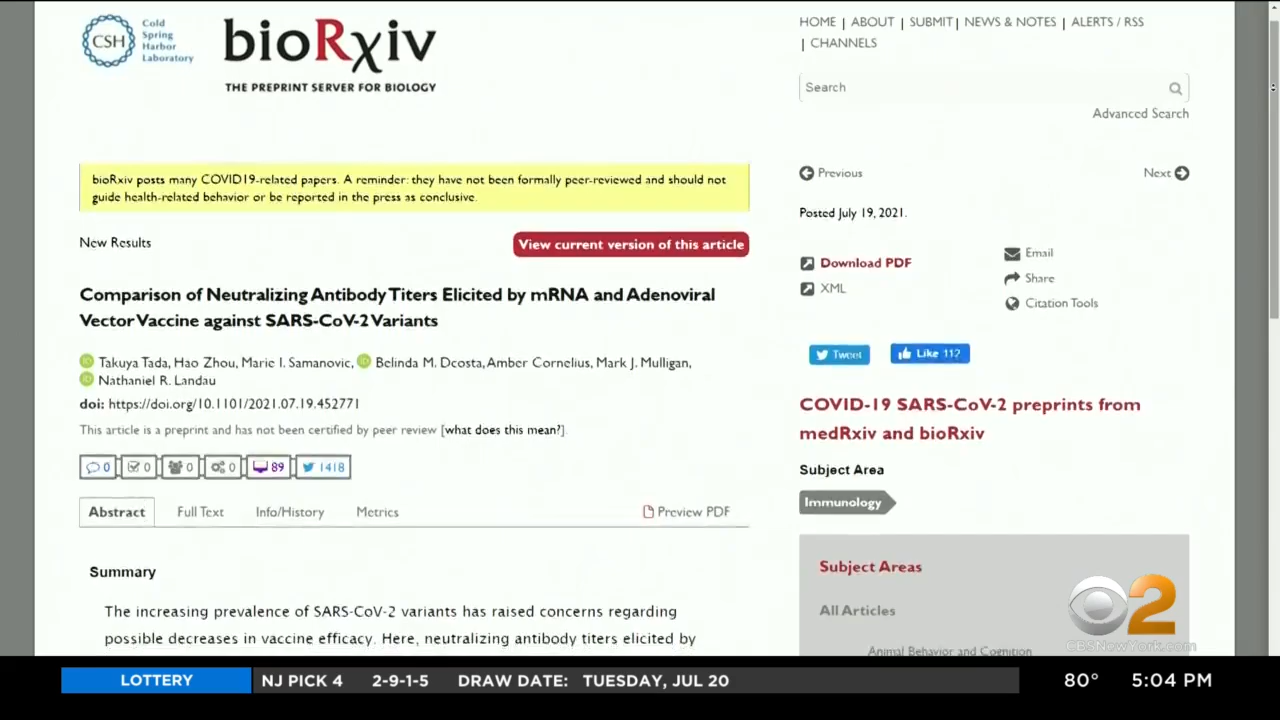 CSH
Cold
Spring
Harbor
Laboratory
bioRxiv
THE PREPRINT SERVER FOR BIOLOGY
HOME | ABOUT | SUBMIT | NEWS & NOTES | ALERTS / RSS
| CHANNELS
Search
Advanced Search
bioRxiv posts many COVID19-related papers. A reminder: they have not been formally peer-reviewed and should not
guide health-related behavior or be reported in the press as conclusive.
Previous
Next
Posted July 19, 2021.
New Results
View current version of this article
Download PDF
XML
Email
Share
Citation Tools
Comparison of Neutralizing Antibody Titers Elicited by mRNA and Adenoviral
Vector Vaccine against SARS-CoV-2 Variants
Takuya Tada, Hao Zhou, Marie I. Samanovic, Belinda M. Dcosta, Amber Cornelius, Mark J. Mulligan,
Nathaniel R. Landau
doi: https://doi.org/10.1101/2021.07.19.452771
This article is a preprint and has not been certified by peer review [what does this mean?].
0 0 0 0 89 1418
Tweet
Like 112
COVID-19 SARS-CoV-2 preprints from
medRxiv and bioRxiv
Subject Area
Immunology
Abstract Full Text Info/History Metrics Preview PDF
Summary
The increasing prevalence of SARS-CoV-2 variants has raised concerns regarding
possible decreases in vaccine efficacy. Here, neutralizing antibody titers elicited by
Subject Areas
All Articles
Animal Behavior and Cognition
2
CBSNewYork.com
LOTTERY NJ PICK 4 2-9-1-5 DRAW DATE: TUESDAY, JUL 20 80° 5:04 PM